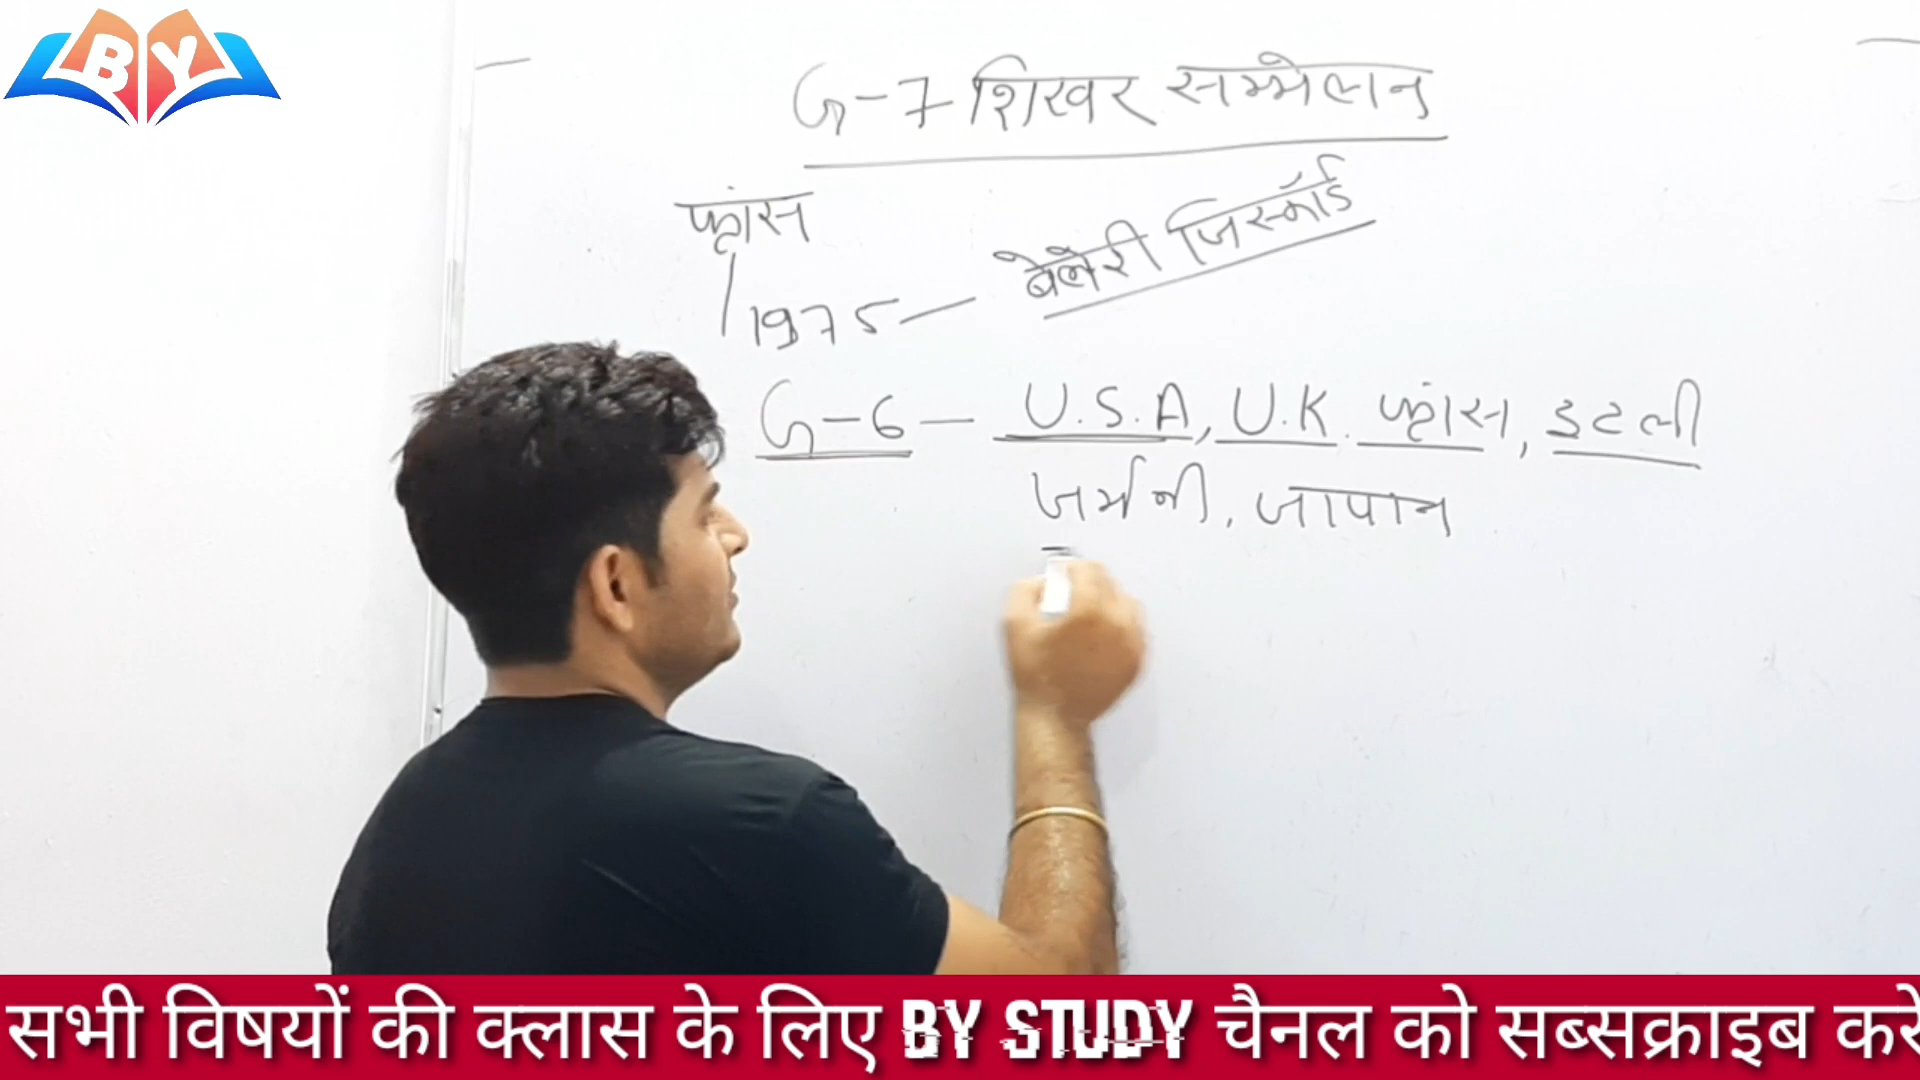 BY
G-7 शिखर सम्मेलन
फ्रांस
1975 — बेलेरी जिस्कार्ड
G-6 — U.S.A, U.K. फ्रांस, इटली
जर्मनी, जापान
सभी विषयों की क्लास के लिए BY STUDY चैनल को सब्सक्राइब करे